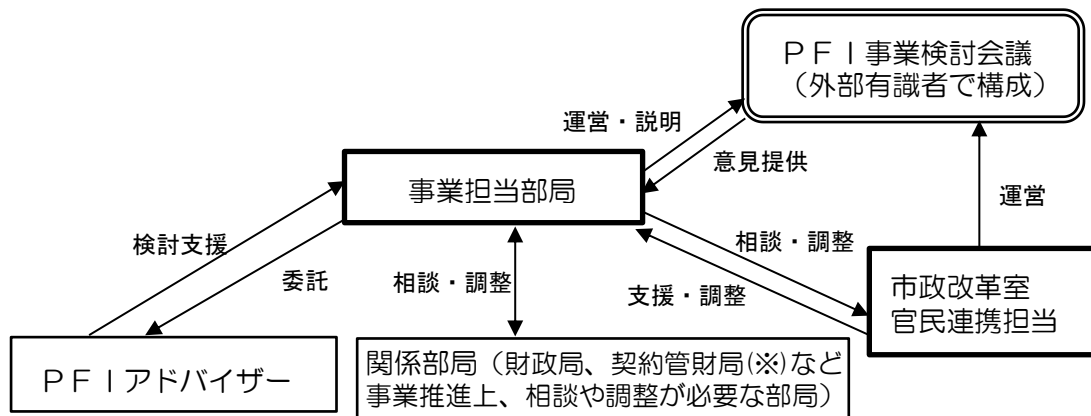 ＰＦＩ事業検討会議
（外部有識者で構成）
運営・説明
意見提供
事業担当部局
運営
検討支援
委託
相談・調整
相談・調整
支援・調整
市政改革室
官民連携担当
ＰＦＩアドバイザー
関係部局（財政局、契約管財局(※)など
事業推進上、相談や調整が必要な部局）